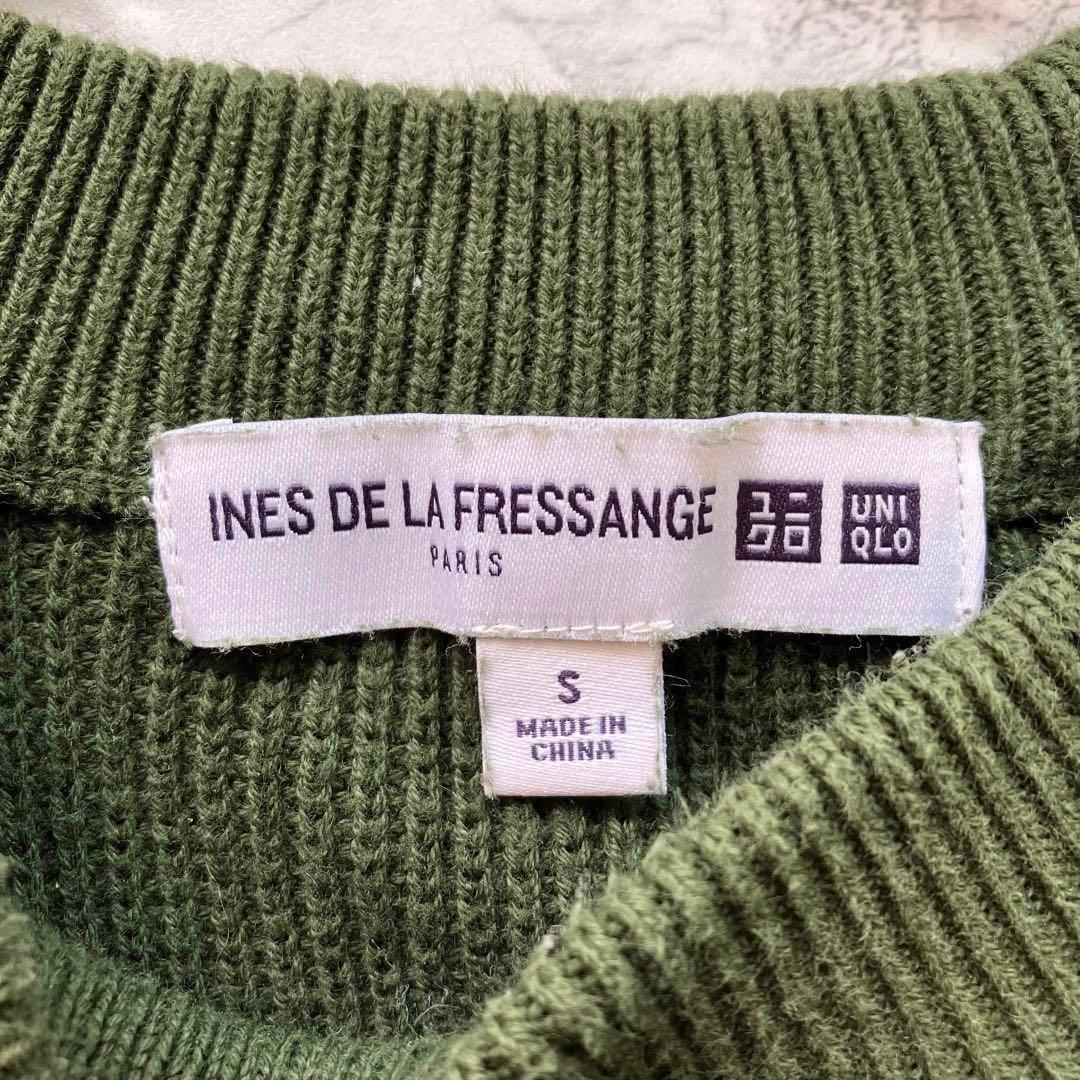 INES DE LA FRESSANGE
PARIS
ユニ
クロ
UNI
QLO
S
MADE IN
CHINA